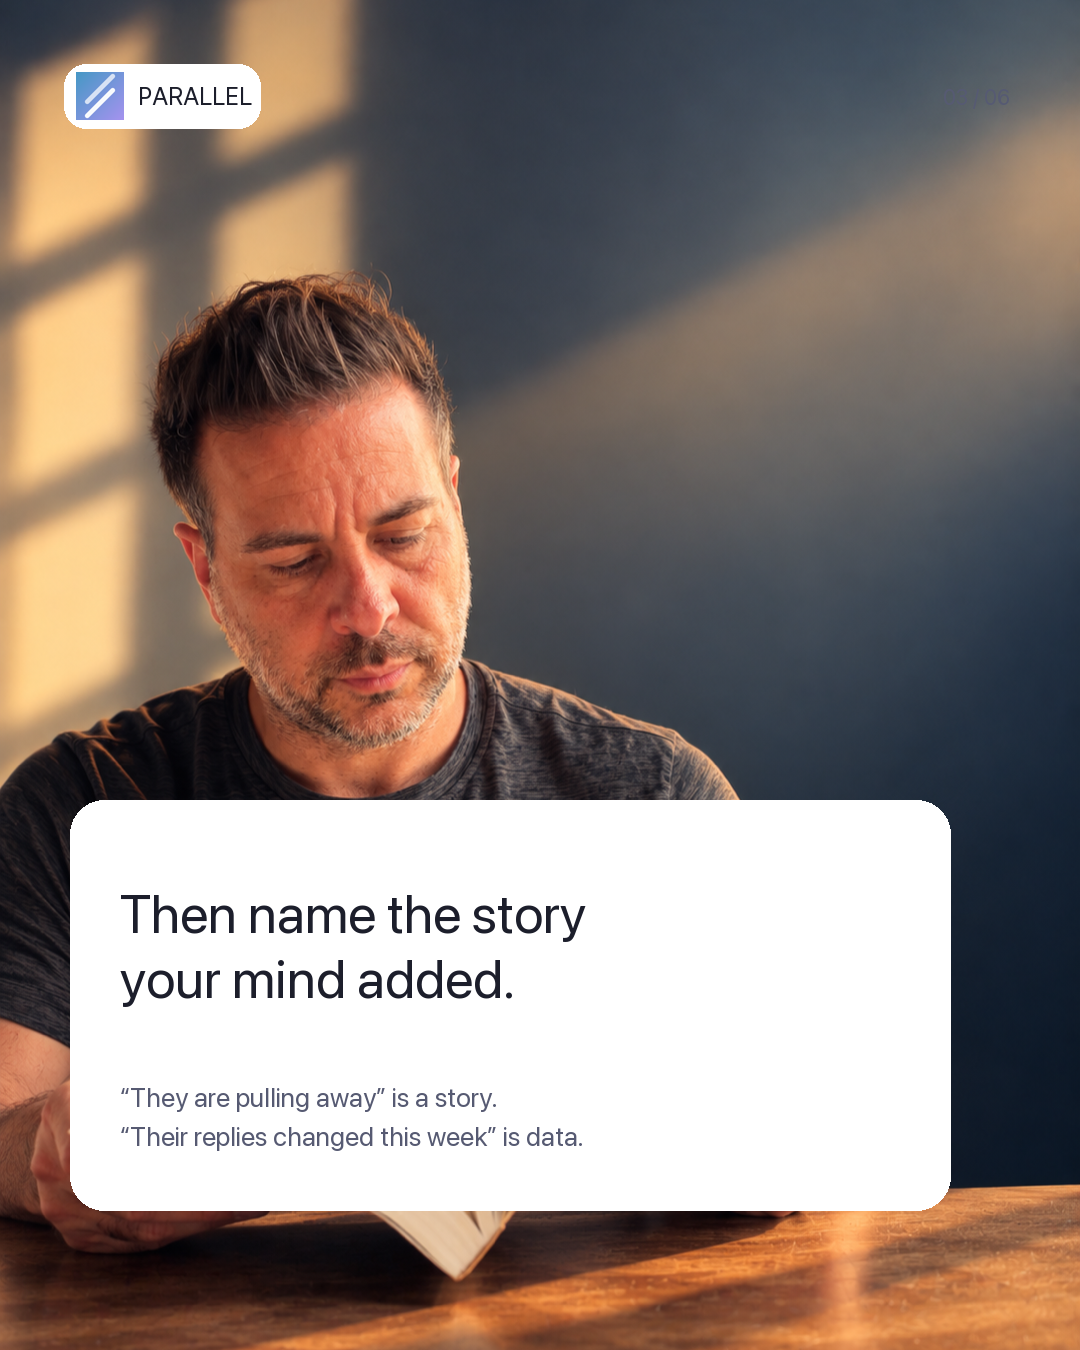 PARALLEL
Then name the story
your mind added.
“They are pulling away” is a story.
“Their replies changed this week” is data.